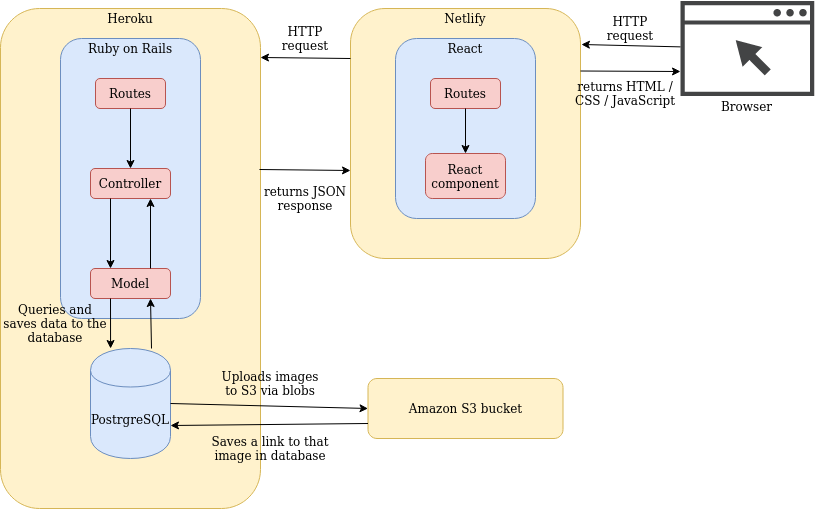 Heroku
Ruby on Rails
Routes
Controller
Model
Queries and
saves data to the
database
PostrgreSQL
HTTP
request
returns JSON
response
Netlify
React
Routes
React
component
HTTP
request
returns HTML /
CSS / JavaScript
Browser
Uploads images
to S3 via blobs
Amazon S3 bucket
Saves a link to that
image in database